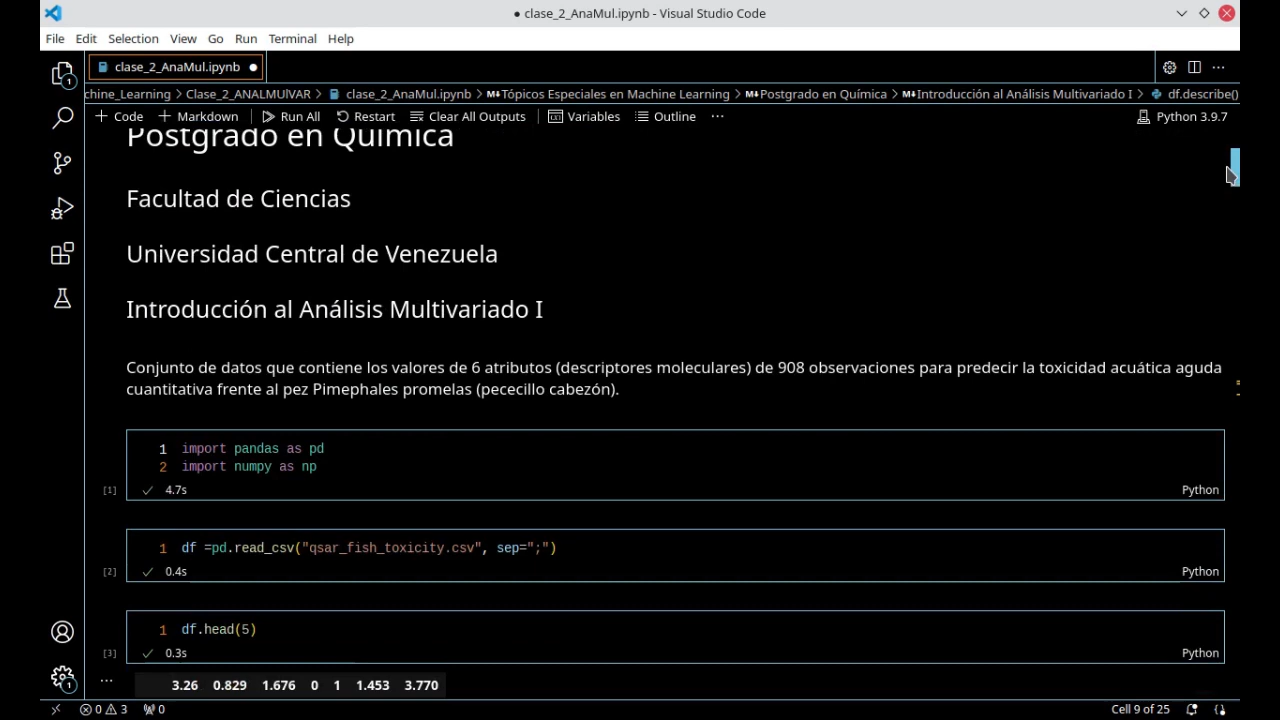 ● clase_2_AnaMul.ipynb - Visual Studio Code
File Edit Selection View Go Run Terminal Help
clase_2_AnaMul.ipynb ●
chine_Learning > Clase_2_ANALMUlVAR > clase_2_AnaMul.ipynb > M↓Tópicos Especiales en Machine Learning > M↓Postgrado en Química > M↓Introducción al Análisis Multivariado I > df.describe()
+ Code + Markdown Run All Restart Clear All Outputs Variables Outline ··· Python 3.9.7
Postgrado en Química
Facultad de Ciencias
Universidad Central de Venezuela
Introducción al Análisis Multivariado I
Conjunto de datos que contiene los valores de 6 atributos (descriptores moleculares) de 908 observaciones para predecir la toxicidad acuática aguda
cuantitativa frente al pez Pimephales promelas (pececillo cabezón).
1 import pandas as pd
2 import numpy as np
[1] ✓ 4.7s Python
1 df =pd.read_csv("qsar_fish_toxicity.csv", sep=";")
[2] ✓ 0.4s Python
1 df.head(5)
[3] ✓ 0.3s Python
··· 3.26 0.829 1.676 0 1 1.453 3.770
1
1
0 3 0 Cell 9 of 25